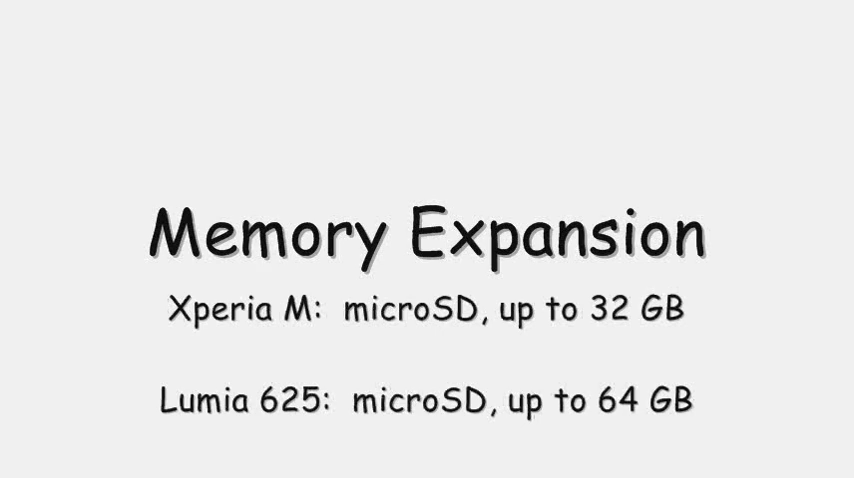 Memory Expansion
Xperia M: microSD, up to 32 GB
Lumia 625: microSD, up to 64 GB